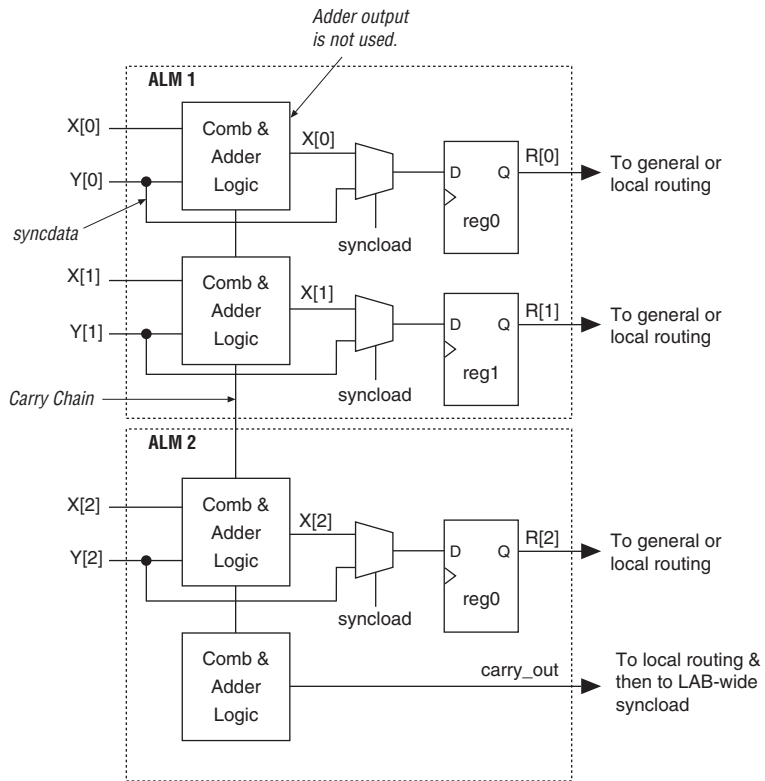 Adder output
is not used.
ALM 1
X[0]
Comb &
Adder
Logic
X[0]
Y[0]
D
Q
R[0]
reg0
To general or
local routing
syncdata
syncload
X[1]
Comb &
Adder
Logic
X[1]
Y[1]
D
Q
R[1]
reg1
To general or
local routing
syncload
Carry Chain
ALM 2
X[2]
Comb &
Adder
Logic
X[2]
Y[2]
D
Q
R[2]
reg0
To general or
local routing
syncload
Comb &
Adder
Logic
carry_out
To local routing &
then to LAB-wide
syncload